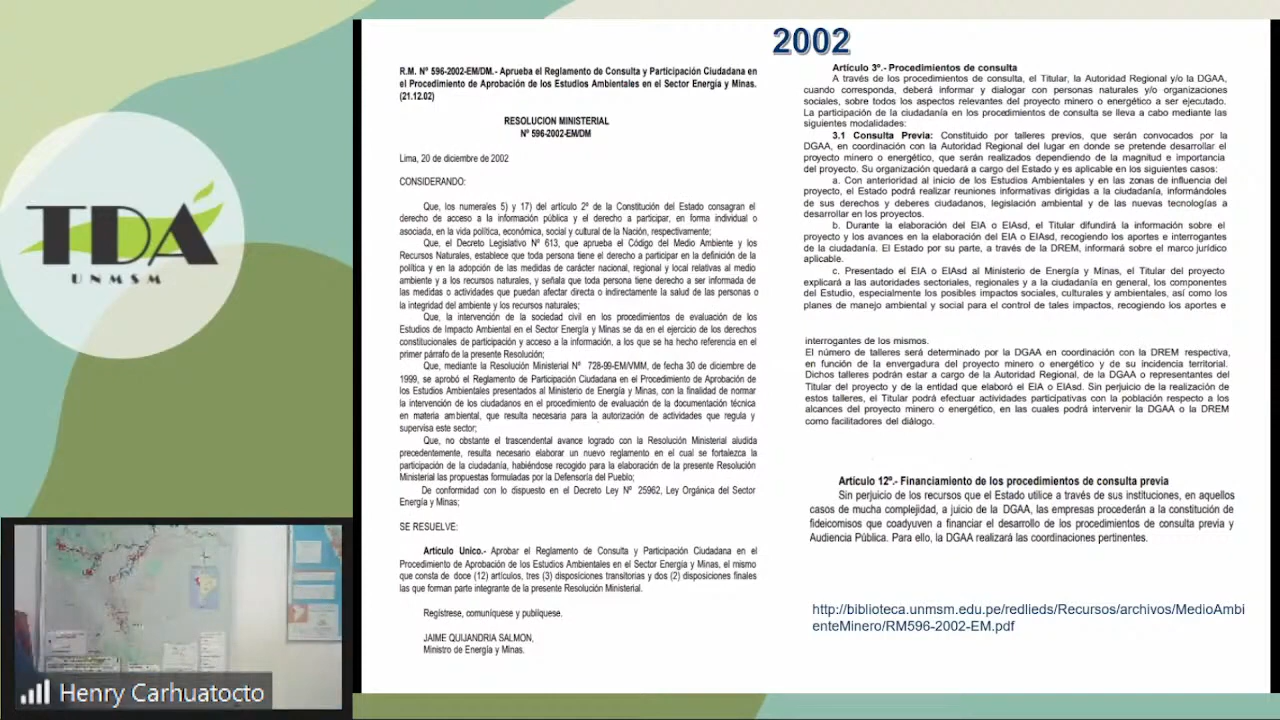 2002
R.M. Nº 596-2002-EM/DM.- Aprueba el Reglamento de Consulta y Participación Ciudadana en
el Procedimiento de Aprobación de los Estudios Ambientales en el Sector Energía y Minas.
(21.12.02)
RESOLUCION MINISTERIAL
Nº 596-2002-EM/DM
Lima, 20 de diciembre de 2002
CONSIDERANDO:
Que, los numerales 5) y 17) del artículo 2º de la Constitución del Estado consagran el
derecho de acceso a la información pública y el derecho a participar, en forma individual o
asociada, en la vida política, económica, social y cultural de la Nación, respectivamente;
Que, el Decreto Legislativo Nº 613, que aprueba el Código del Medio Ambiente y los
Recursos Naturales, establece que toda persona tiene el derecho a participar en la definición de la
política y en la adopción de las medidas de carácter nacional, regional y local relativas al medio
ambiente y a los recursos naturales, y señala que toda persona tiene derecho a ser informada de
las medidas o actividades que puedan afectar directa o indirectamente la salud de las personas o
la integridad del ambiente y los recursos naturales;
Que, la intervención de la sociedad civil en los procedimientos de evaluación de los
Estudios de Impacto Ambiental en el Sector Energía y Minas se da en el ejercicio de los derechos
constitucionales de participación y acceso a la información, a los que se ha hecho referencia en el
primer párrafo de la presente Resolución;
Que, mediante la Resolución Ministerial Nº 728-99-EM/VMM, de fecha 30 de diciembre de
1999, se aprobó el Reglamento de Participación Ciudadana en el Procedimiento de Aprobación de
los Estudios Ambientales presentados al Ministerio de Energía y Minas, con la finalidad de normar
la intervención de los ciudadanos en el procedimiento de evaluación de la documentación técnica
en materia ambiental, que resulta necesaria para la autorización de actividades que regula y
supervisa este sector;
Que, no obstante el trascendental avance logrado con la Resolución Ministerial aludida
precedentemente, resulta necesario elaborar un nuevo reglamento en el cual se fortalezca la
participación de la ciudadanía, habiéndose recogido para la elaboración de la presente Resolución
Ministerial las propuestas formuladas por la Defensoría del Pueblo;
De conformidad con lo dispuesto en el Decreto Ley Nº 25962, Ley Orgánica del Sector
Energía y Minas;
SE RESUELVE:
Artículo Unico.- Aprobar el Reglamento de Consulta y Participación Ciudadana en el
Procedimiento de Aprobación de los Estudios Ambientales en el Sector Energía y Minas, el mismo
que consta de doce (12) artículos, tres (3) disposiciones transitorias y dos (2) disposiciones finales
las que forman parte integrante de la presente Resolución Ministerial.
Regístrese, comuníquese y publíquese.
JAIME QUIJANDRIA SALMON,
Ministro de Energía y Minas.
Artículo 3º.- Procedimientos de consulta
A través de los procedimientos de consulta, el Titular, la Autoridad Regional y/o la DGAA,
cuando corresponda, deberá informar y dialogar con personas naturales y/o organizaciones
sociales, sobre todos los aspectos relevantes del proyecto minero o energético a ser ejecutado.
La participación de la ciudadanía en los procedimientos de consulta se lleva a cabo mediante las
siguientes modalidades:
3.1 Consulta Previa: Constituido por talleres previos, que serán convocados por la
DGAA, en coordinación con la Autoridad Regional del lugar en donde se pretende desarrollar el
proyecto minero o energético, que serán realizados dependiendo de la magnitud e importancia
del proyecto. Su organización quedará a cargo del Estado y es aplicable en los siguientes casos:
a. Con anterioridad al inicio de los Estudios Ambientales y en las zonas de influencia del
proyecto, el Estado podrá realizar reuniones informativas dirigidas a la ciudadanía, informándoles
de sus derechos y deberes ciudadanos, legislación ambiental y de las nuevas tecnologías a
desarrollar en los proyectos.
b. Durante la elaboración del EIA o EIAsd, el Titular difundirá la información sobre el
proyecto y los avances en la elaboración del EIA o EIAsd, recogiendo los aportes e interrogantes
de la ciudadanía. El Estado por su parte, a través de la DREM, informará sobre el marco jurídico
aplicable.
c. Presentado el EIA o EIAsd al Ministerio de Energía y Minas, el Titular del proyecto
explicará a las autoridades sectoriales, regionales y a la ciudadanía en general, los componentes
del Estudio, especialmente los posibles impactos sociales, culturales y ambientales, así como los
planes de manejo ambiental y social para el control de tales impactos, recogiendo los aportes e
interrogantes de los mismos.
El número de talleres será determinado por la DGAA en coordinación con la DREM respectiva,
en función de la envergadura del proyecto minero o energético y de su incidencia territorial.
Dichos talleres podrán estar a cargo de la Autoridad Regional, de la DGAA o representantes del
Titular del proyecto y de la entidad que elaboró el EIA o EIAsd. Sin perjuicio de la realización de
estos talleres, el Titular podrá efectuar actividades participativas con la población respecto a los
alcances del proyecto minero o energético, en las cuales podrá intervenir la DGAA o la DREM
como facilitadores del diálogo.
Artículo 12º.- Financiamiento de los procedimientos de consulta previa
Sin perjuicio de los recursos que el Estado utilice a través de sus instituciones, en aquellos
casos de mucha complejidad, a juicio de la DGAA, las empresas procederán a la constitución de
fideicomisos que coadyuven a financiar el desarrollo de los procedimientos de consulta previa y
Audiencia Pública. Para ello, la DGAA realizará las coordinaciones pertinentes.
http://biblioteca.unmsm.edu.pe/redlieds/Recursos/archivos/MedioAmbi
enteMinero/RM596-2002-EM.pdf
TDA
UNMSM
Henry Carhuatocto